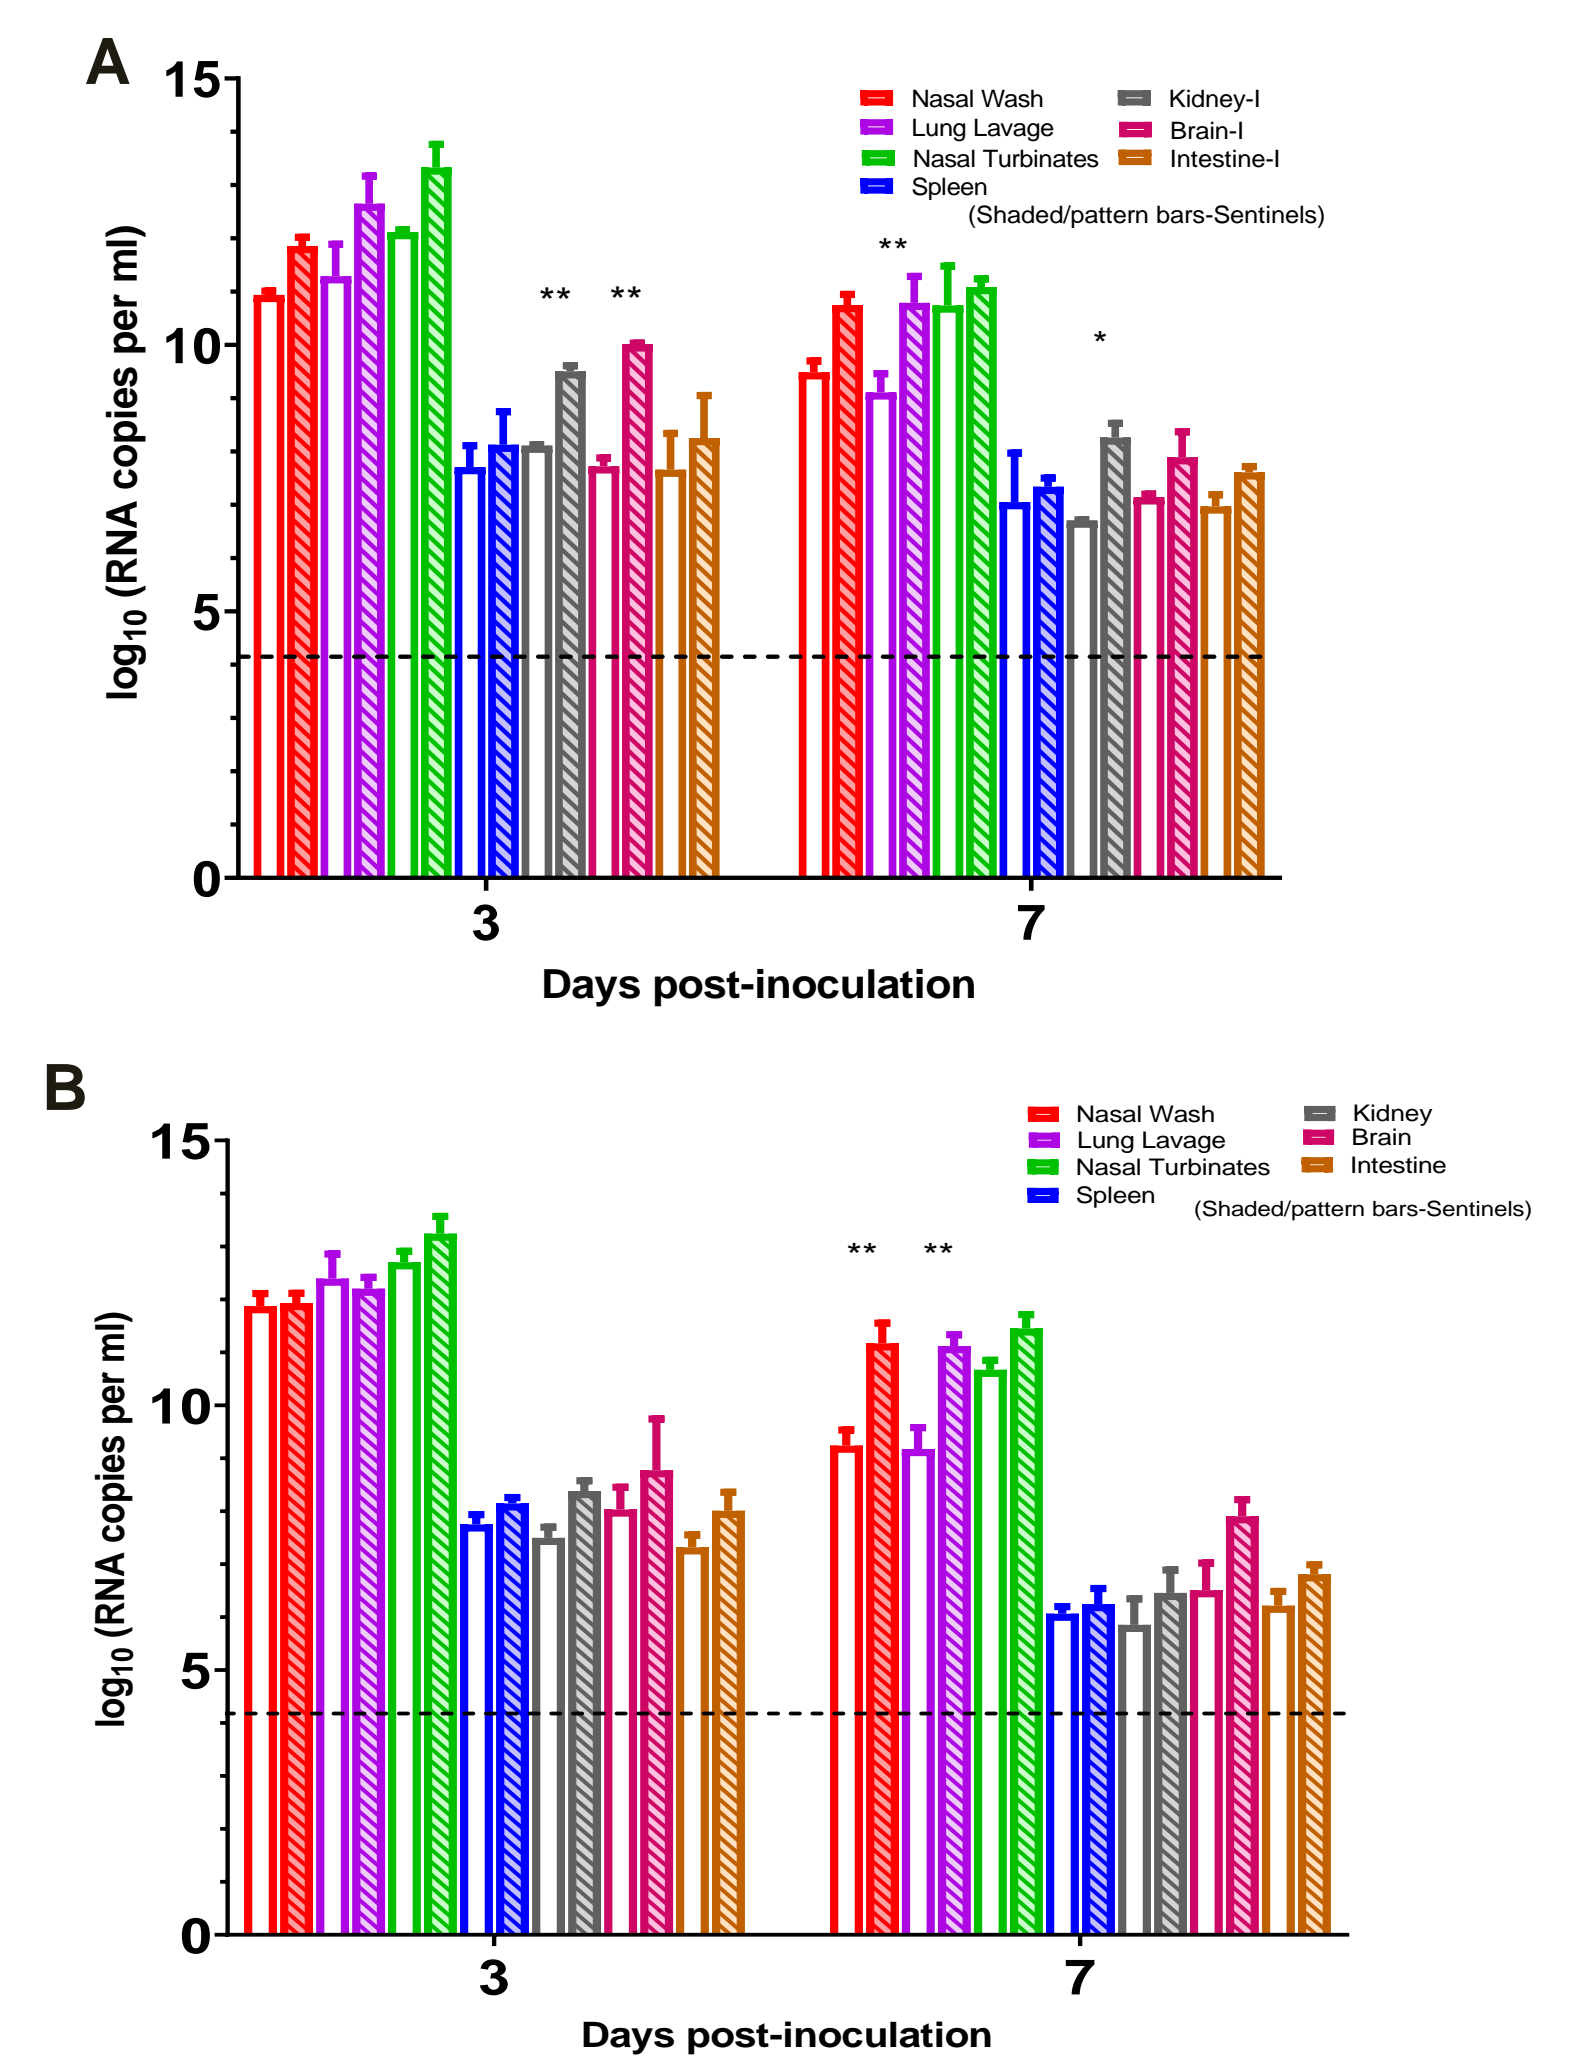 A
15
10
5
0
log10 (RNA copies per ml)
Nasal Wash
Lung Lavage
Nasal Turbinates
Spleen
Kidney-I
Brain-I
Intestine-I
(Shaded/pattern bars-Sentinels)
** ** ** *
3 7
Days post-inoculation
B
15
10
5
0
log10 (RNA copies per ml)
Nasal Wash
Lung Lavage
Nasal Turbinates
Spleen
Kidney
Brain
Intestine
(Shaded/pattern bars-Sentinels)
** **
3 7
Days post-inoculation